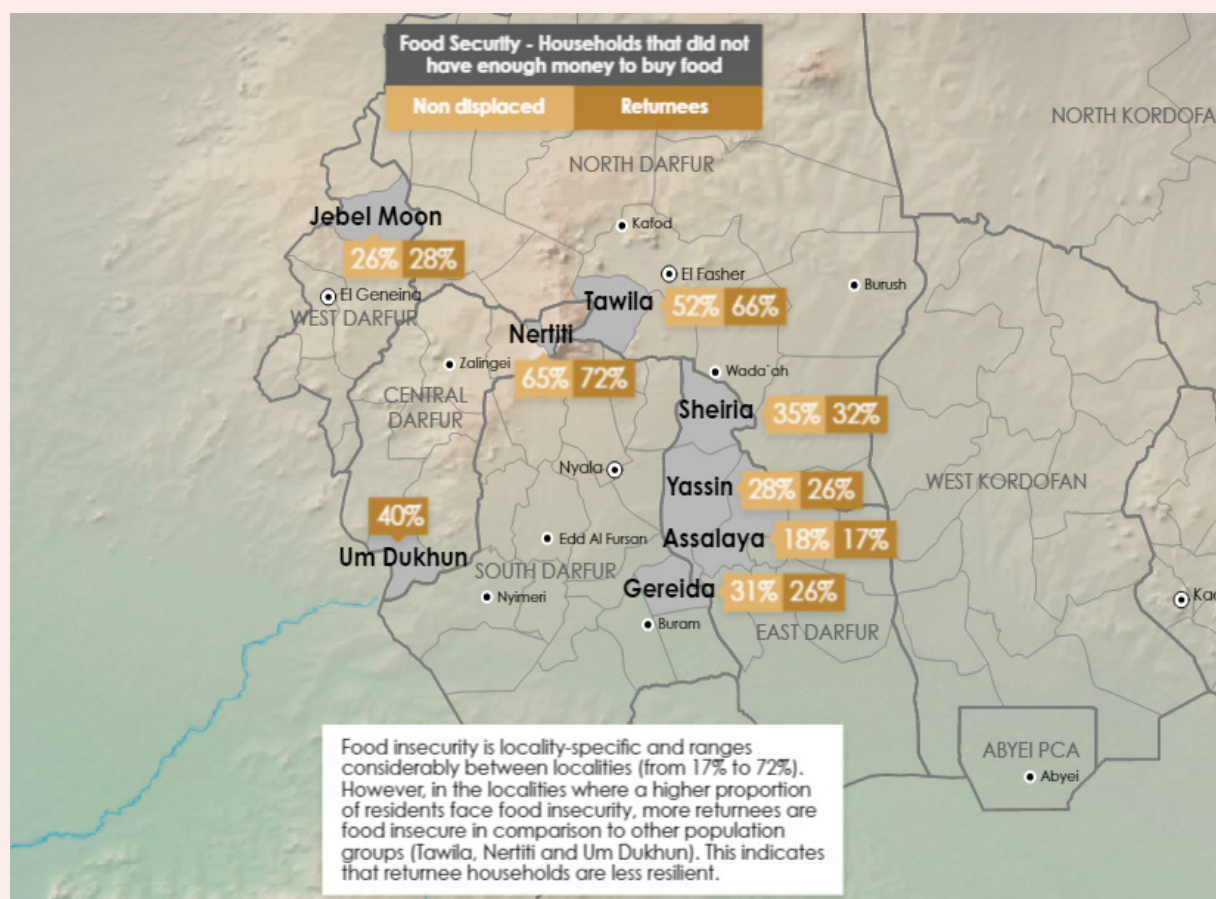 Food Security - Households that did not
have enough money to buy food
Non displaced Returnees
NORTH KORDOFA
NORTH DARFUR
Jebel Moon
Kafod
26% 28%
El Fasher
Burush
El Geneina
WEST DARFUR
Tawila
52% 66%
Nertiti
Zalingei
65% 72%
Wada'ah
CENTRAL
DARFUR
Sheiria
35% 32%
Nyala
WEST KORDOFAN
Yassin
28% 26%
40%
Edd Al Fursan
Assalaya
18% 17%
Um Dukhun
SOUTH DARFUR
Gereida
31% 26%
Nyimeri
Buram
EAST DARFUR
Kad
ABYEI PCA
Abyei
Food insecurity is locality-specific and ranges
considerably between localities (from 17% to 72%).
However, in the localities where a higher proportion
of residents face food insecurity, more returnees are
food insecure in comparison to other population
groups (Tawila, Nertiti and Um Dukhun). This indicates
that returnee households are less resilient.